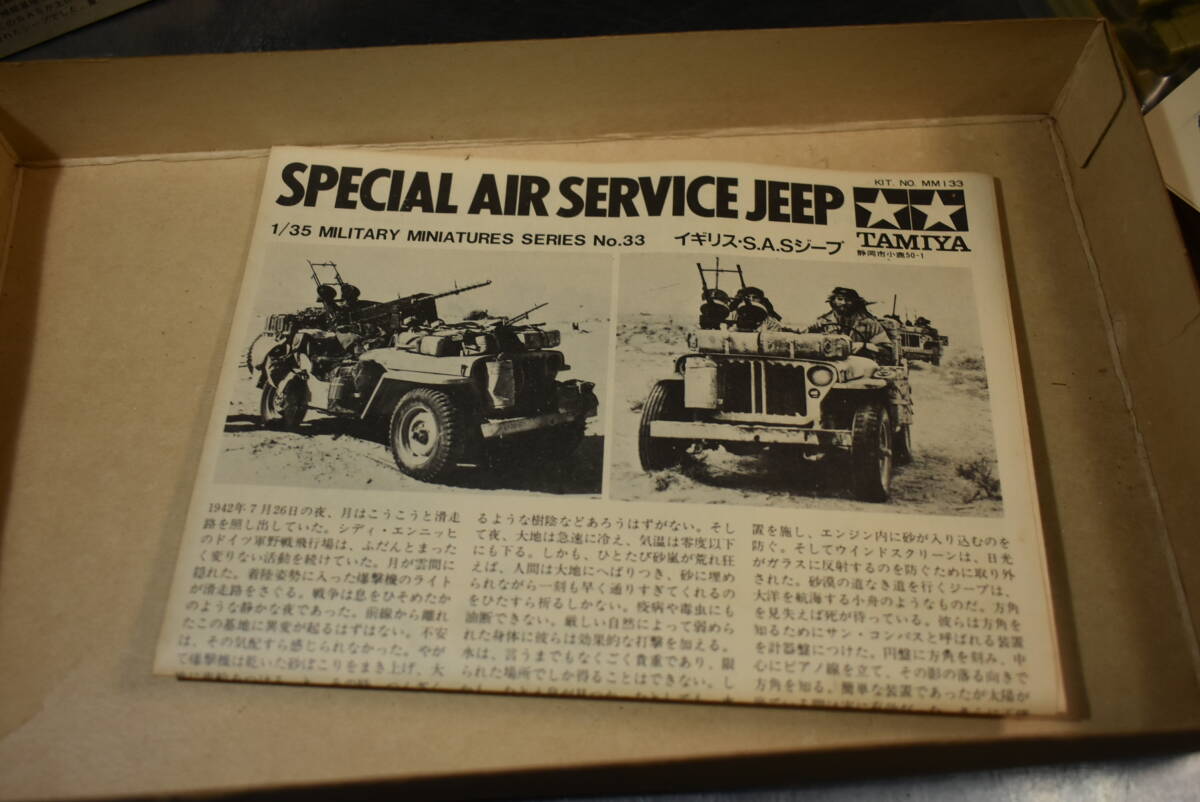 SPECIAL AIR SERVICE JEEP
KIT. NO. MM133
1/35 MILITARY MINIATURES SERIES No.33
イギリス・S.A.Sジープ
TAMIYA
静岡市小鹿50-1
1942年7月26日の夜、月はこうこうと滑走
路を照し出していた。シディ・エンニッヒ
のドイツ軍野戦飛行場は、ふだんとまった
く変りない活動を続けていた。月が雲間に
隠れた。着陸姿勢に入った爆撃機のライト
が滑走路をさぐる。戦争は息をひそめたか
のような静かな夜であった。前線から離れ
たこの基地に異変が起るはずはない。不安
は、その気配すら感じられなかった。やが
て爆撃機は乾いた砂ぼこりをまき上げ、大
るような樹陰などあろうはずがない。そし
て夜、大地は急速に冷え、気温は零度以下
にも下る。しかも、ひとたび砂嵐が荒れ狂
えば、人間は大地にへばりつき、砂に埋め
られながら一刻も早く通りすぎてくれるの
をひたすら祈るしかない。疫病や毒虫にも
油断できない。厳しい自然によって弱めら
れた身体に彼らは効果的な打撃を加える。
水は、言うまでもなくごく貴重であり、限
られた場所でしか得ることはできない。し
置を施し、エンジン内に砂が入り込むのを
防ぐ。そしてウインドスクリーンは、日光
がガラスに反射するのを防ぐために取り外
された。砂漠の道なき道を行くジープは、
大洋を航海する小舟のようなものだ。方角
を見失えば死が待っている。彼らは方角を
知るためにサン・コンパスと呼ばれる装置
を計器盤につけた。円盤に方角を刻み、中
心にピアノ線を立て、その影の落る向きで
方角を知る。簡単な装置であったが太陽が